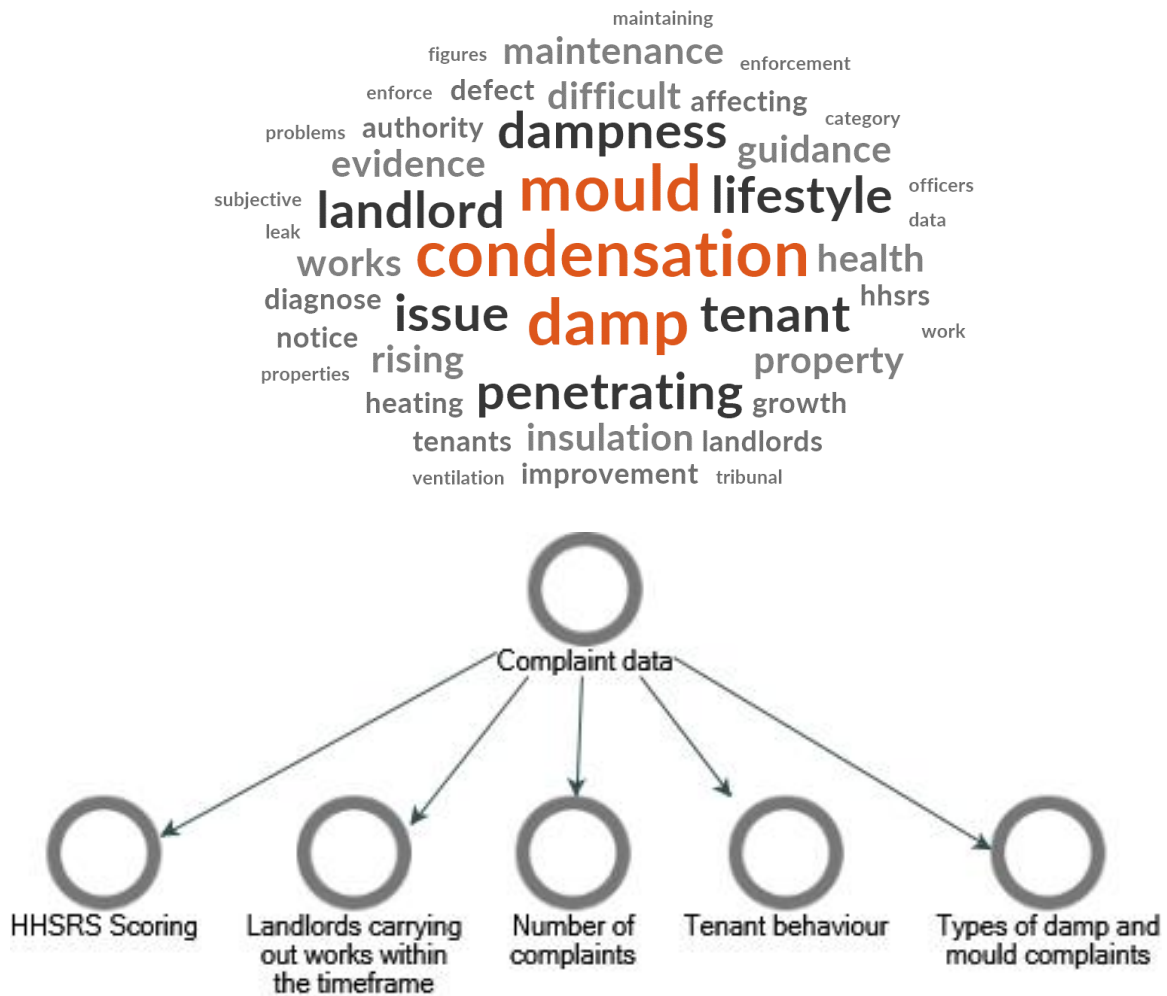 maintaining
figures maintenance enforcement
enforce defect difficult affecting
problems authority dampness category
evidence guidance
subjective landlord mould lifestyle officers
leak data
works condensation health
diagnose issue damp tenant hhsrs
notice work
properties rising property
heating penetrating growth
tenants insulation landlords
ventilation improvement tribunal
Complaint data
HHSRS Scoring
Landlords carrying
out works within
the timeframe
Number of
complaints
Tenant behaviour
Types of damp and
mould complaints